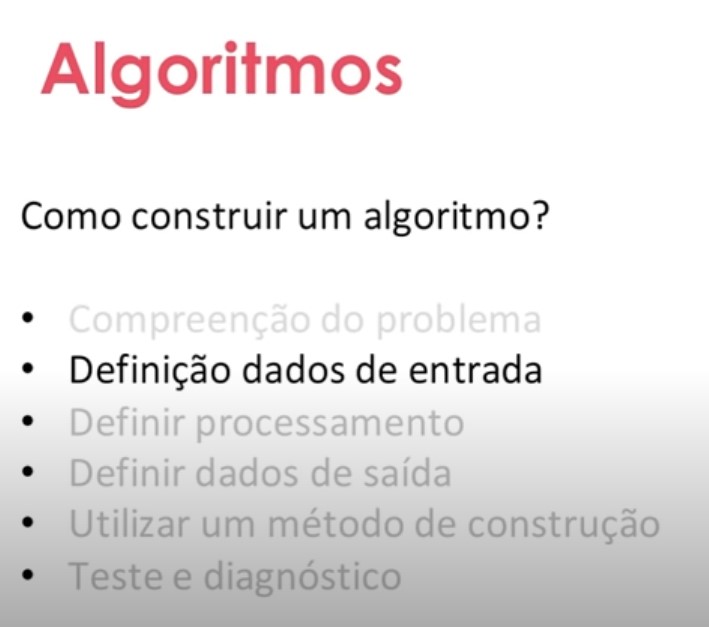 Algoritmos
Como construir um algoritmo?
• Compreenção do problema
• Definição dados de entrada
• Definir processamento
• Definir dados de saída
• Utilizar um método de construção
• Teste e diagnóstico